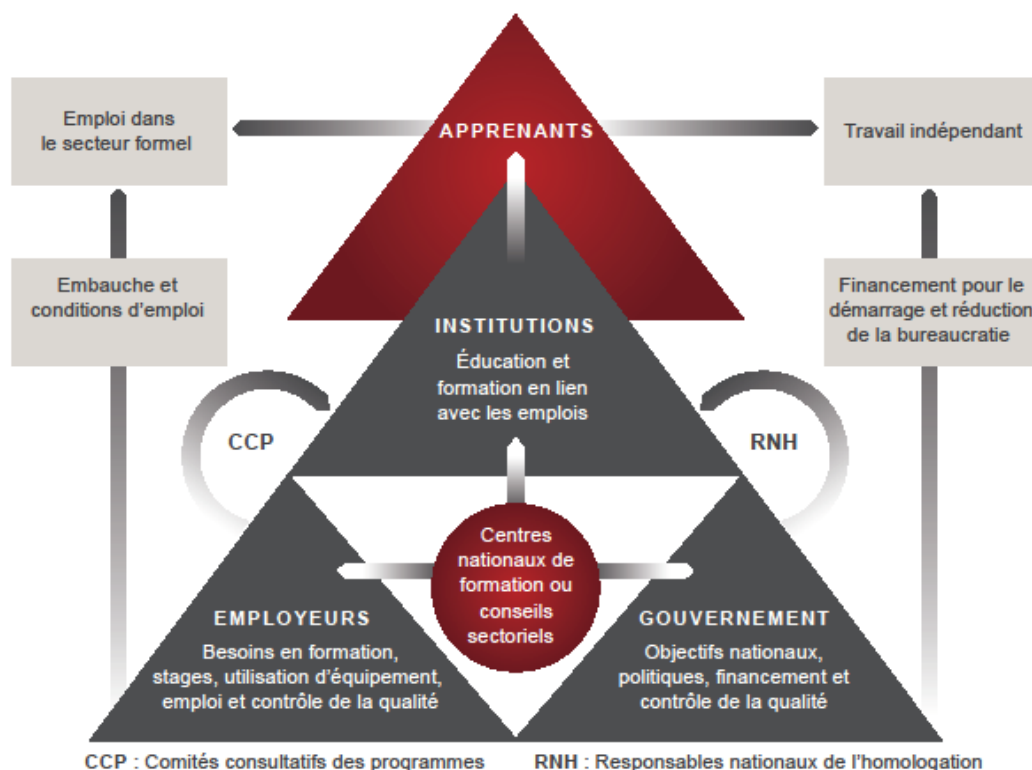 APPRENANTS
Emploi dans
le secteur formel
Travail indépendant
Embauche et
conditions d'emploi
Financement pour le
démarrage et réduction
de la bureaucratie
INSTITUTIONS
Éducation et
formation en lien
avec les emplois
CCP
RNH
Centres
nationaux de
formation ou
conseils
sectoriels
EMPLOYEURS
Besoins en formation,
stages, utilisation d'équipement,
emploi et contrôle de la qualité
GOUVERNEMENT
Objectifs nationaux,
politiques, financement et
contrôle de la qualité
CCP : Comités consultatifs des programmes
RNH : Responsables nationaux de l'homologation